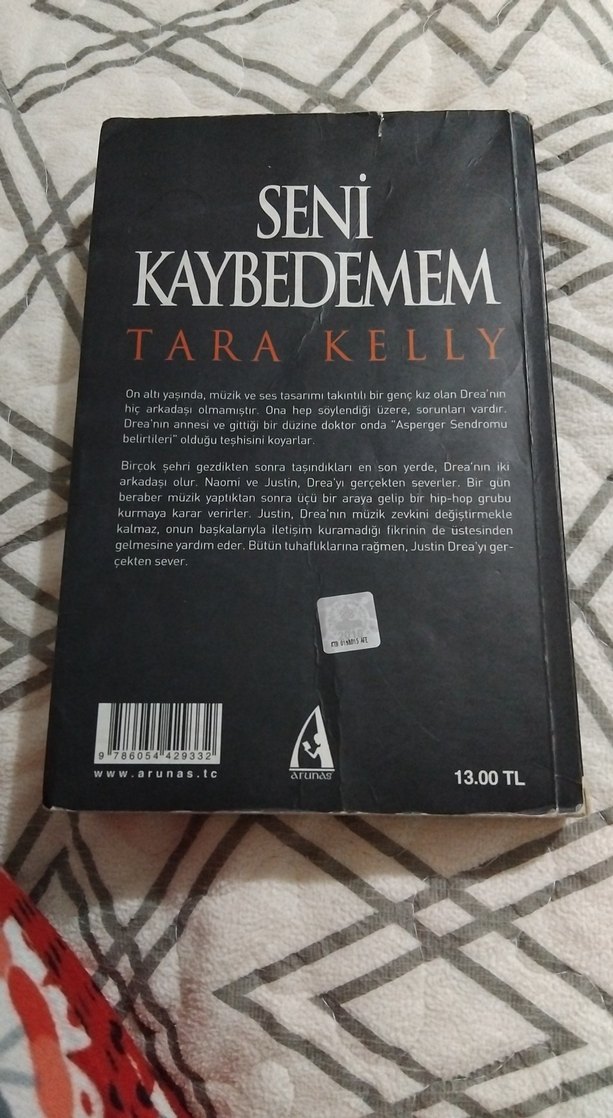 SENİ
KAYBEDEMEM
TARA KELLY
On altı yaşında, müzik ve ses tasarımı takıntılı bir genç kız olan Drea'nın
hiç arkadaşı olmamıştır. Ona hep söylendiği üzere, sorunları vardır.
Drea'nın annesi ve gittiği bir düzine doktor onda "Asperger Sendromu
belirtileri" olduğu teşhisini koyarlar.
Birçok şehri gezdikten sonra taşındıkları en son yerde, Drea'nın iki
arkadaşı olur. Naomi ve Justin, Drea'yı gerçekten severler. Bir gün
beraber müzik yaptıktan sonra üçü bir araya gelip bir hip-hop grubu
kurmaya karar verirler. Justin, Drea'nın müzik zevkini değiştirmekle
kalmaz, onun başkalarıyla iletişim kuramadığı fikrinin de üstesinden
gelmesine yardım eder. Bütün tuhaflıklarına rağmen, Justin Drea'yı ger-
çekten sever.
9 786054 429332
www.arunas.tc
arunas
13.00 TL